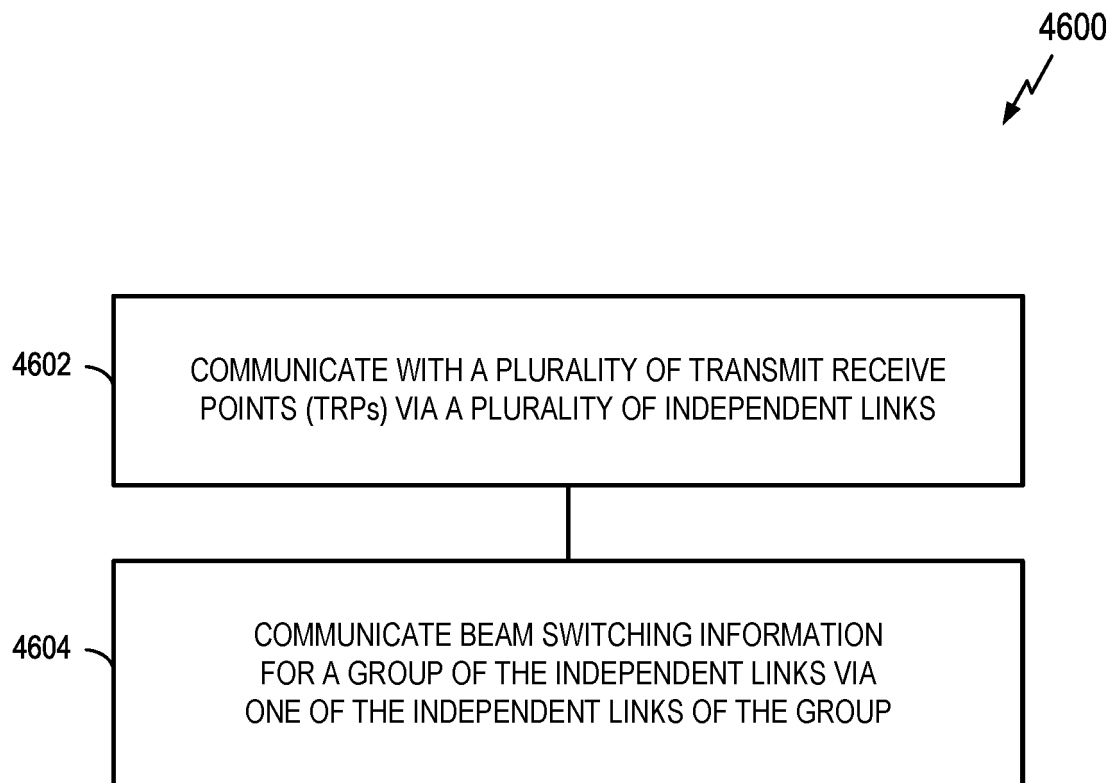 4600
4602
COMMUNICATE WITH A PLURALITY OF TRANSMIT RECEIVE
POINTS (TRPs) VIA A PLURALITY OF INDEPENDENT LINKS
4604
COMMUNICATE BEAM SWITCHING INFORMATION
FOR A GROUP OF THE INDEPENDENT LINKS VIA
ONE OF THE INDEPENDENT LINKS OF THE GROUP